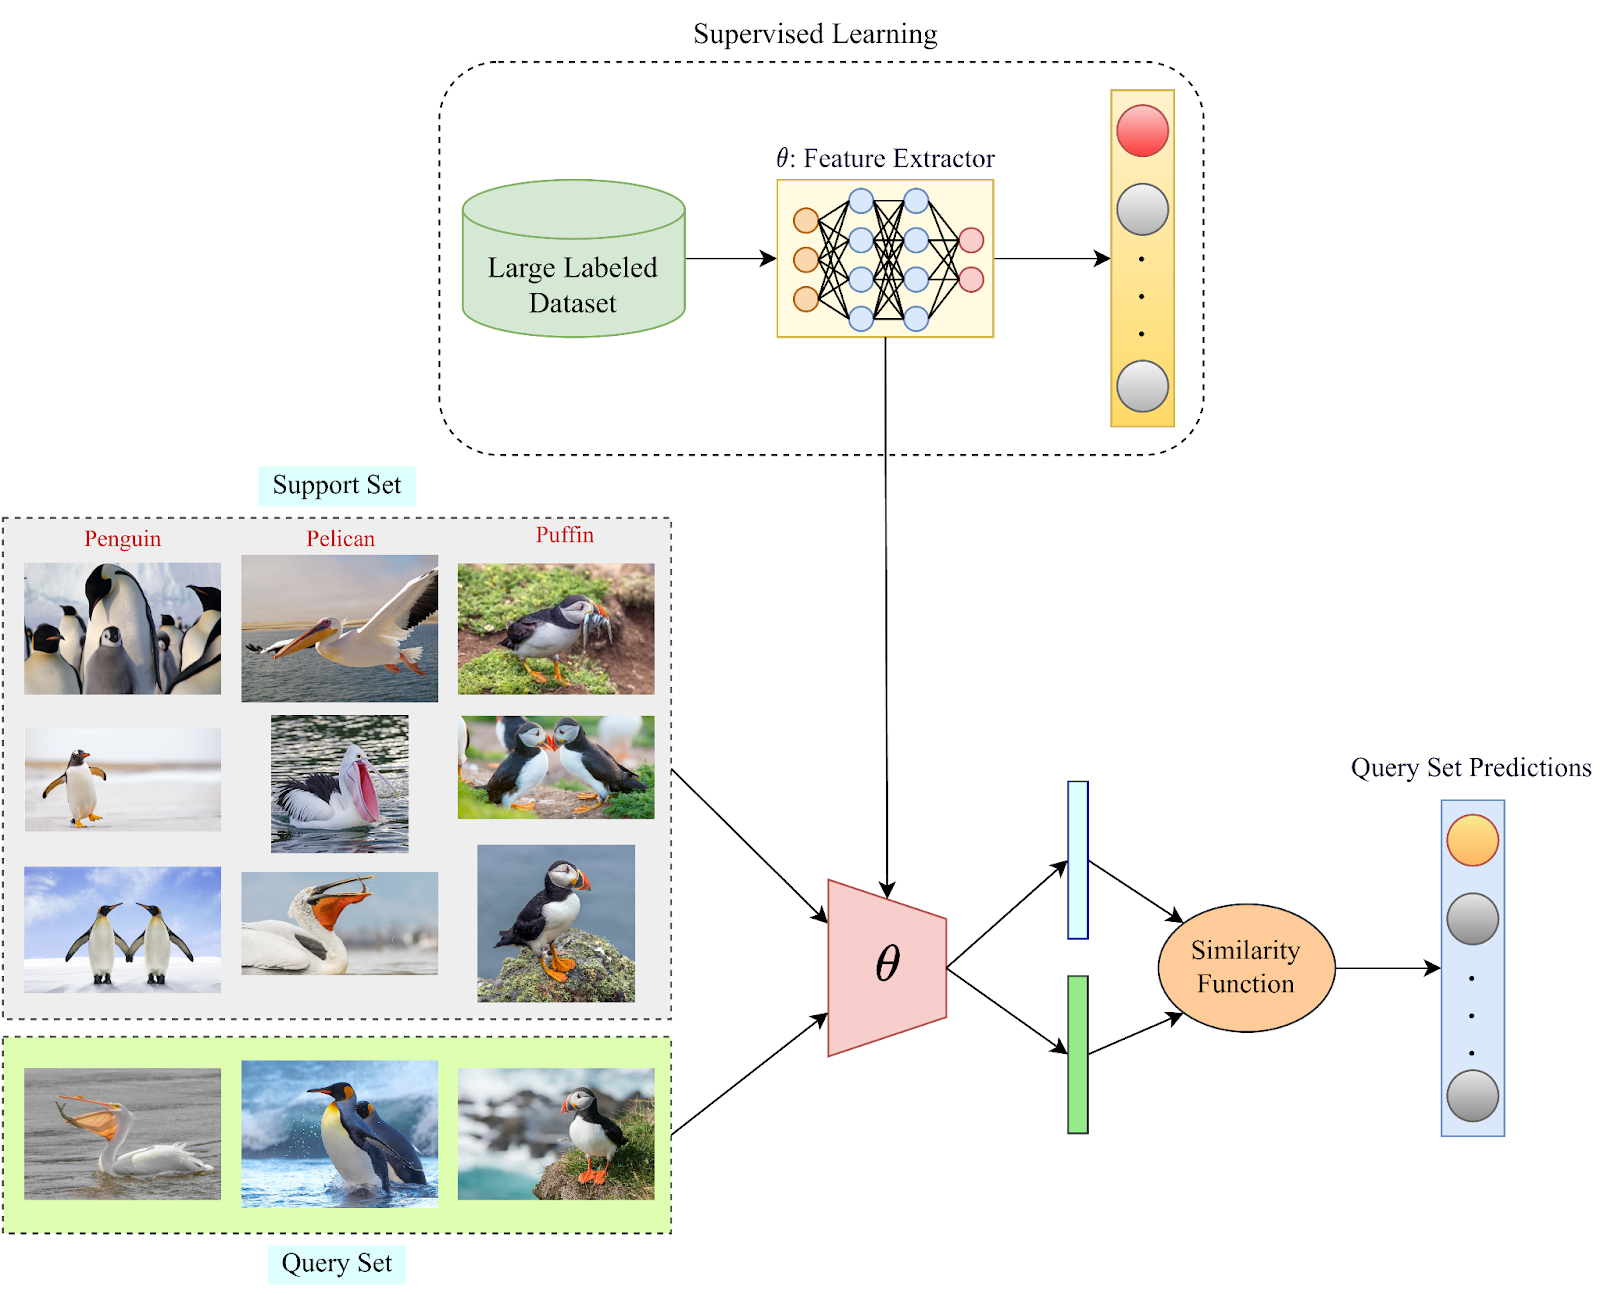 Supervised Learning
θ: Feature Extractor
Large Labeled
Dataset
Support Set
Penguin
Pelican
Puffin
Query Set Predictions
θ
Similarity
Function
Query Set